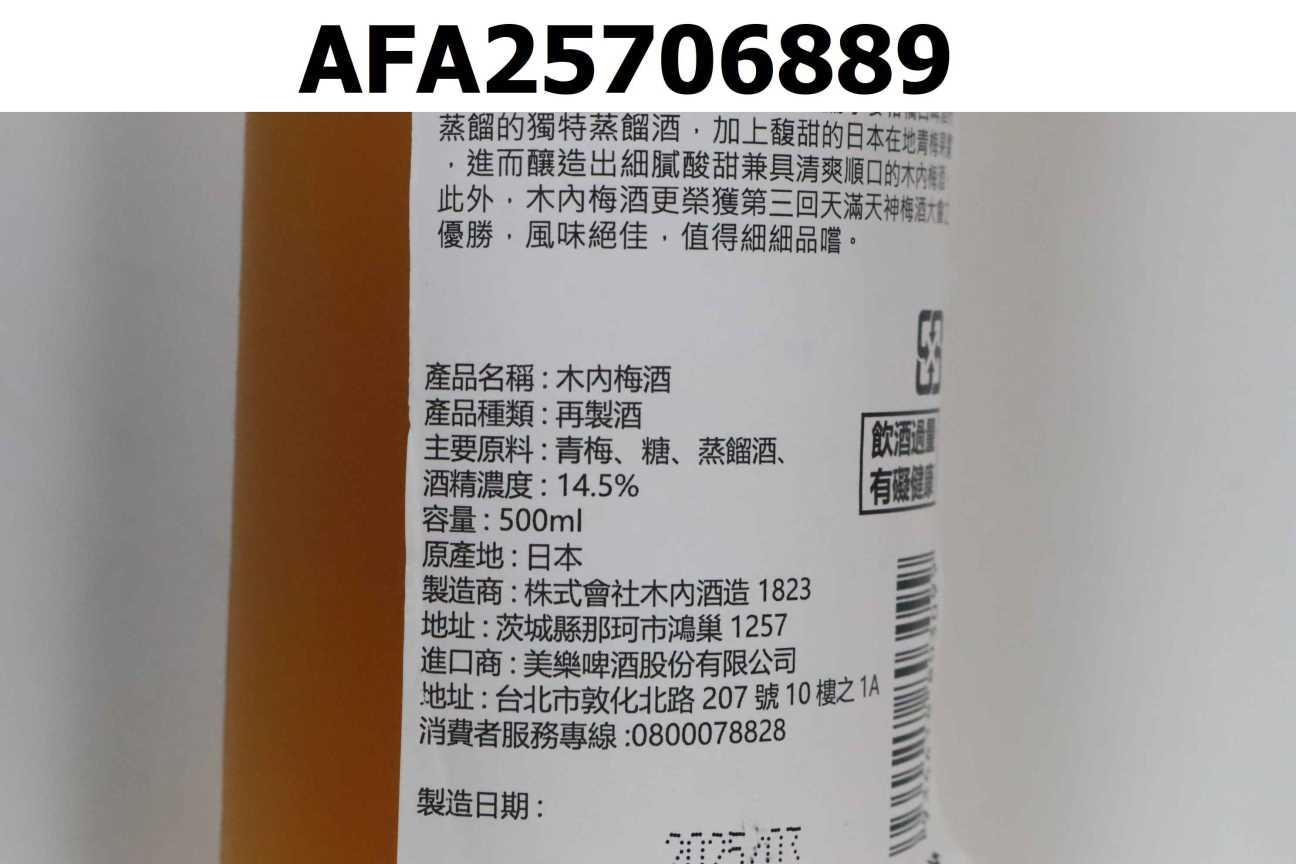 AFA25706889
蒸餾的獨特蒸餾酒，加上馥甜的日本在地青梅果實
，進而釀造出細膩酸甜兼具清爽順口的木內梅酒
此外，木內梅酒更榮獲第三回天滿天神梅酒大會
優勝，風味絕佳，值得細細品嚐。
產品名稱：木內梅酒
產品種類：再製酒
主要原料：青梅、糖、蒸餾酒、
酒精濃度：14.5%
容量：500ml
原產地：日本
製造商：株式會社木內酒造 1823
地址：茨城縣那珂市鴻巢 1257
進口商：美樂啤酒股份有限公司
地址：台北市敦化北路 207 號 10 樓之 1A
消費者服務專線:0800078828
飲酒過量
有礙健康
製造日期：